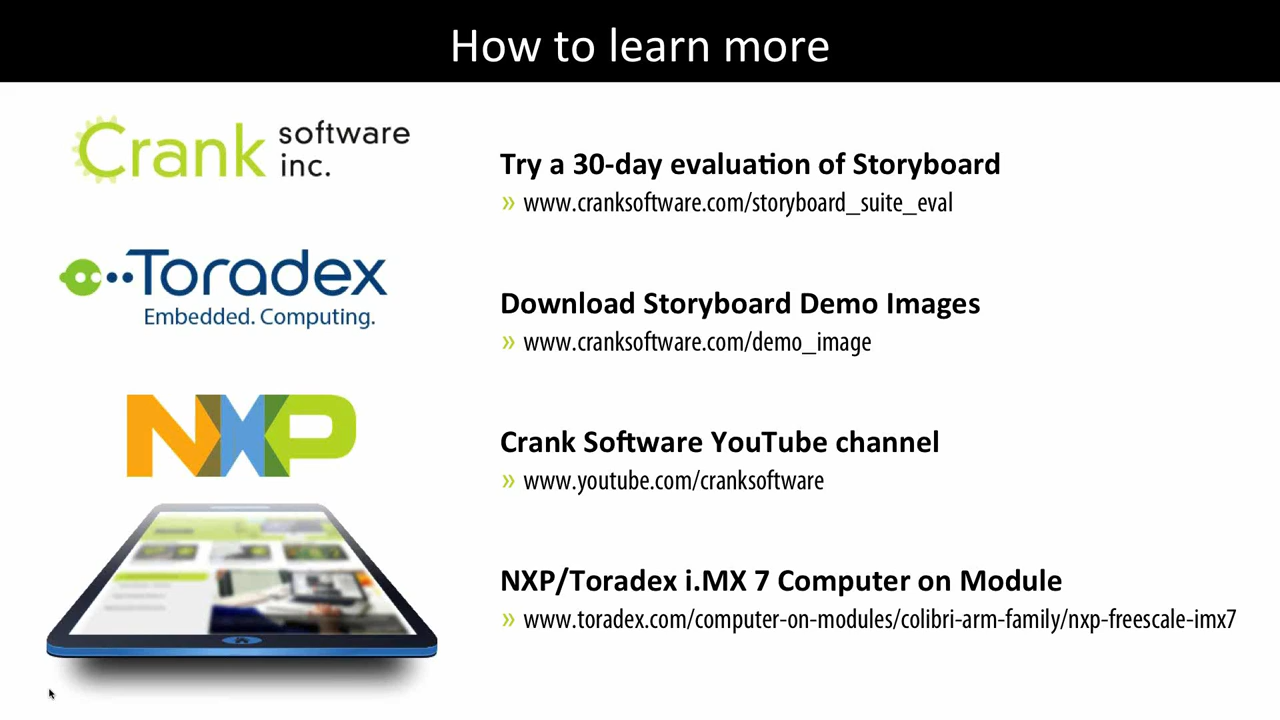 How to learn more
Crank software inc.
Toradex
Embedded. Computing.
NXP
Try a 30-day evaluation of Storyboard
» www.cranksoftware.com/storyboard_suite_eval
Download Storyboard Demo Images
» www.cranksoftware.com/demo_image
Crank Software YouTube channel
» www.youtube.com/cranksoftware
NXP/Toradex i.MX 7 Computer on Module
» www.toradex.com/computer-on-modules/colibri-arm-family/nxp-freescale-imx7